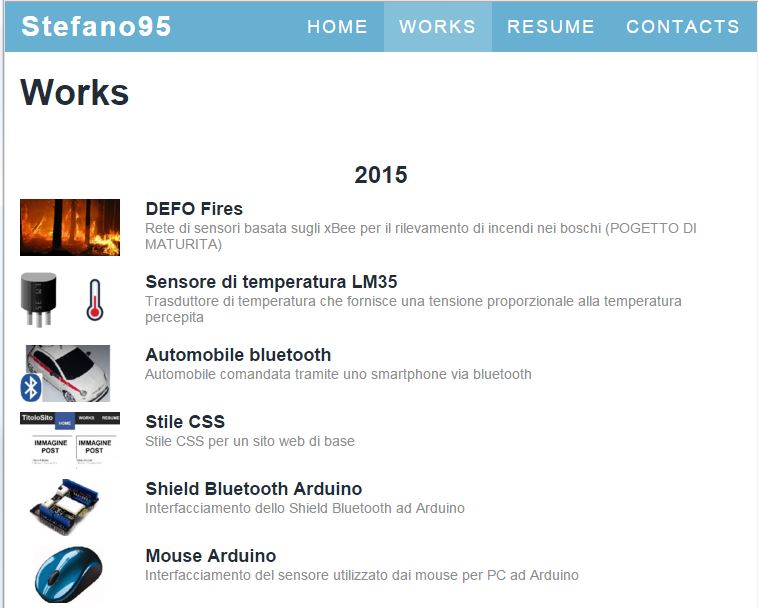 Stefano95
HOME WORKS RESUME CONTACTS
Works
2015
DEFO Fires
Rete di sensori basata sugli xBee per il rilevamento di incendi nei boschi (POGETTO DI
MATURITA)
Sensore di temperatura LM35
Trasduttore di temperatura che fornisce una tensione proporzionale alla temperatura
percepita
Automobile bluetooth
Automobile comandata tramite uno smartphone via bluetooth
TitoloSito HOME WORKS RESUME
IMMAGINE POST
IMMAGINE POST
Stile CSS
Stile CSS per un sito web di base
Shield Bluetooth Arduino
Interfacciamento dello Shield Bluetooth ad Arduino
Mouse Arduino
Interfacciamento del sensore utilizzato dai mouse per PC ad Arduino